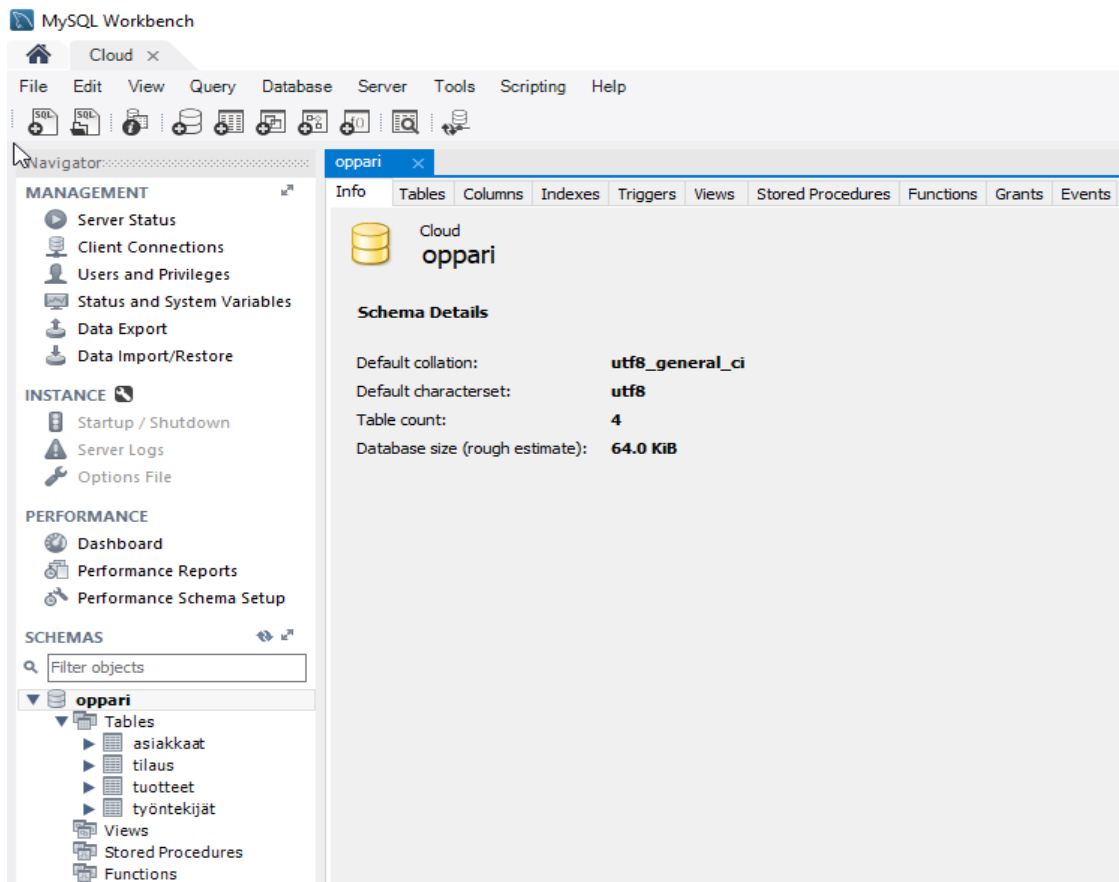 MySQL Workbench
Cloud
File Edit View Query Database Server Tools Scripting Help
SQL SQL
Navigator
oppari
Info Tables Columns Indexes Triggers Views Stored Procedures Functions Grants Events
MANAGEMENT
Server Status
Client Connections
Users and Privileges
Status and System Variables
Data Export
Data Import/Restore
INSTANCE
Startup / Shutdown
Server Logs
Options File
PERFORMANCE
Dashboard
Performance Reports
Performance Schema Setup
SCHEMAS
Filter objects
oppari
Tables
asiakkaat
tilaus
tuotteet
työntekijät
Views
Stored Procedures
Functions
Cloud
oppari
Schema Details
Default collation: utf8_general_ci
Default characterset: utf8
Table count: 4
Database size (rough estimate): 64.0 KiB